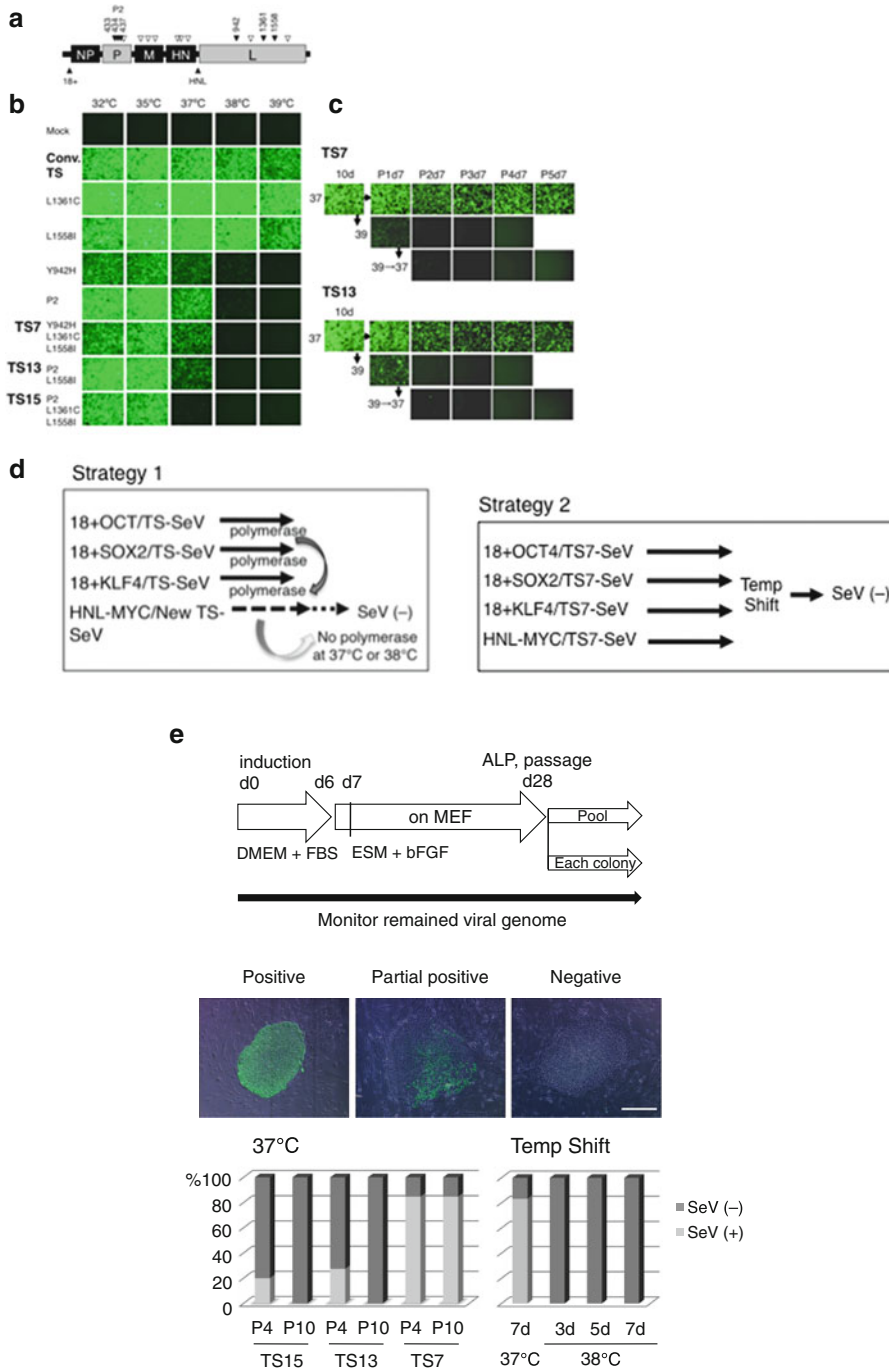 a
P2
433
434
437
942
1361
1558
NP P M HN L
18+ HNL
b
32°C 35°C 37°C 38°C 39°C
Mock
Conv.
TS
L1361C
L1558I
Y942H
P2
TS7 Y942H
L1361C
L1558I
TS13 P2
L1558I
TS15 P2
L1361C
L1558I
c
TS7
10d P1d7 P2d7 P3d7 P4d7 P5d7
37
39
39→37
TS13
10d P1d7 P2d7 P3d7 P4d7 P5d7
37
39
39→37
d
Strategy 1
18+OCT/TS-SeV
polymerase
18+SOX2/TS-SeV
polymerase
18+KLF4/TS-SeV
polymerase
HNL-MYC/New TS-
SeV
SeV (–)
No polymerase
at 37°C or 38°C
Strategy 2
18+OCT4/TS7-SeV
18+SOX2/TS7-SeV
18+KLF4/TS7-SeV
HNL-MYC/TS7-SeV
Temp
Shift
SeV (–)
e
induction
d0 d6 d7
ALP, passage
d28
on MEF
Pool
Each colony
DMEM + FBS ESM + bFGF
Monitor remained viral genome
Positive Partial positive Negative
37°C
%100
80
60
40
20
0
P4 P10 P4 P10 P4 P10
TS15 TS13 TS7
Temp Shift
7d 3d 5d 7d
37°C 38°C
SeV (–)
SeV (+)